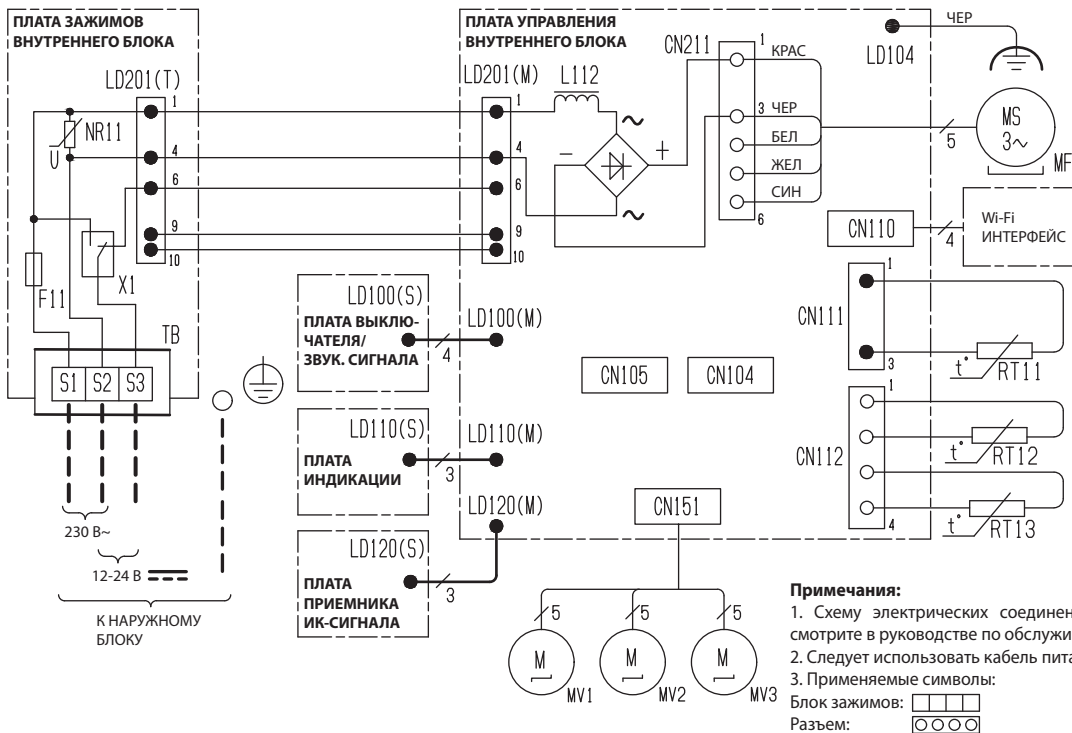 ПЛАТА ЗАЖИМОВ
ВНУТРЕННЕГО БЛОКА
LD201(T)
1
NR11
U
4
6
9
10
X1
F11
TB
S1 S2 S3
230 В~
12-24 В
К НАРУЖНОМУ
БЛОКУ
ПЛАТА УПРАВЛЕНИЯ
ВНУТРЕННЕГО БЛОКА
LD201(M)
L112
1
4
6
9
10
~
−
+
~
CN211
1
КРАС
3
ЧЕР
БЕЛ
ЖЕЛ
СИН
6
LD104
ЧЕР
MS
3~
5
MF
CN110
4
Wi-Fi
ИНТЕРФЕЙС
CN111
1
3
t°
RT11
CN112
1
4
t°
RT12
t°
RT13
LD100(S)
ПЛАТА ВЫКЛЮ-
ЧАТЕЛЯ/
ЗВУК. СИГНАЛА
4
LD100(M)
LD110(S)
ПЛАТА
ИНДИКАЦИИ
3
LD110(M)
LD120(S)
ПЛАТА
ПРИЕМНИКА
ИК-СИГНАЛА
3
LD120(M)
CN105
CN104
CN151
5
5
5
M
M
M
MV1
MV2
MV3
Примечания:
1. Схему электрических
смотрите в руководстве по
2. Следует использовать кабель
3. Применяемые символы:
Блок зажимов:
Разъем: